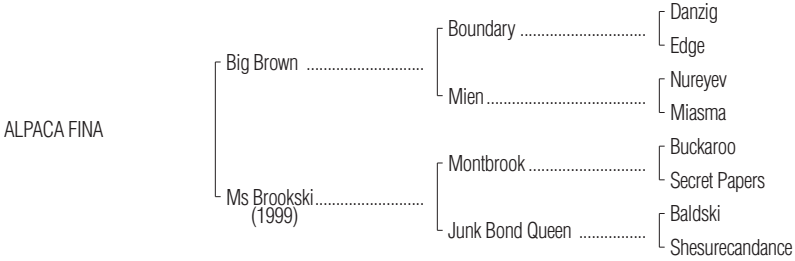 Danzig
Boundary
Edge
Big Brown
Nureyev
Mien
Miasma
ALPACA FINA
Buckaroo
Montbrook
Secret Papers
Ms Brookski
(1999)
Baldski
Junk Bond Queen
Shesurecandance